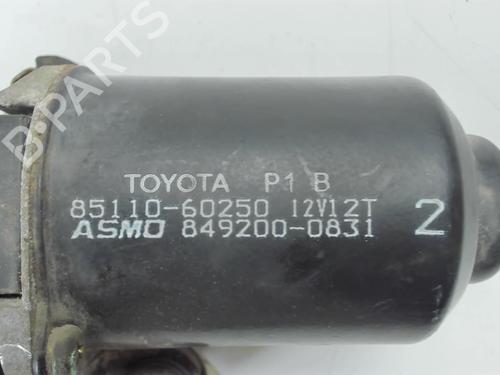 B-PARTS
TOYOTA P1 B
85110-60250 12V12T
ASMO 849200-0831 2